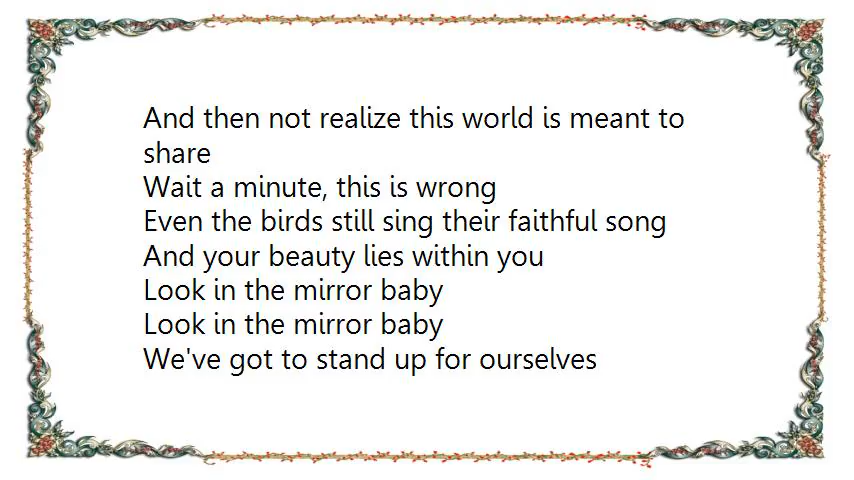 And then not realize this world is meant to
share
Wait a minute, this is wrong
Even the birds still sing their faithful song
And your beauty lies within you
Look in the mirror baby
Look in the mirror baby
We've got to stand up for ourselves